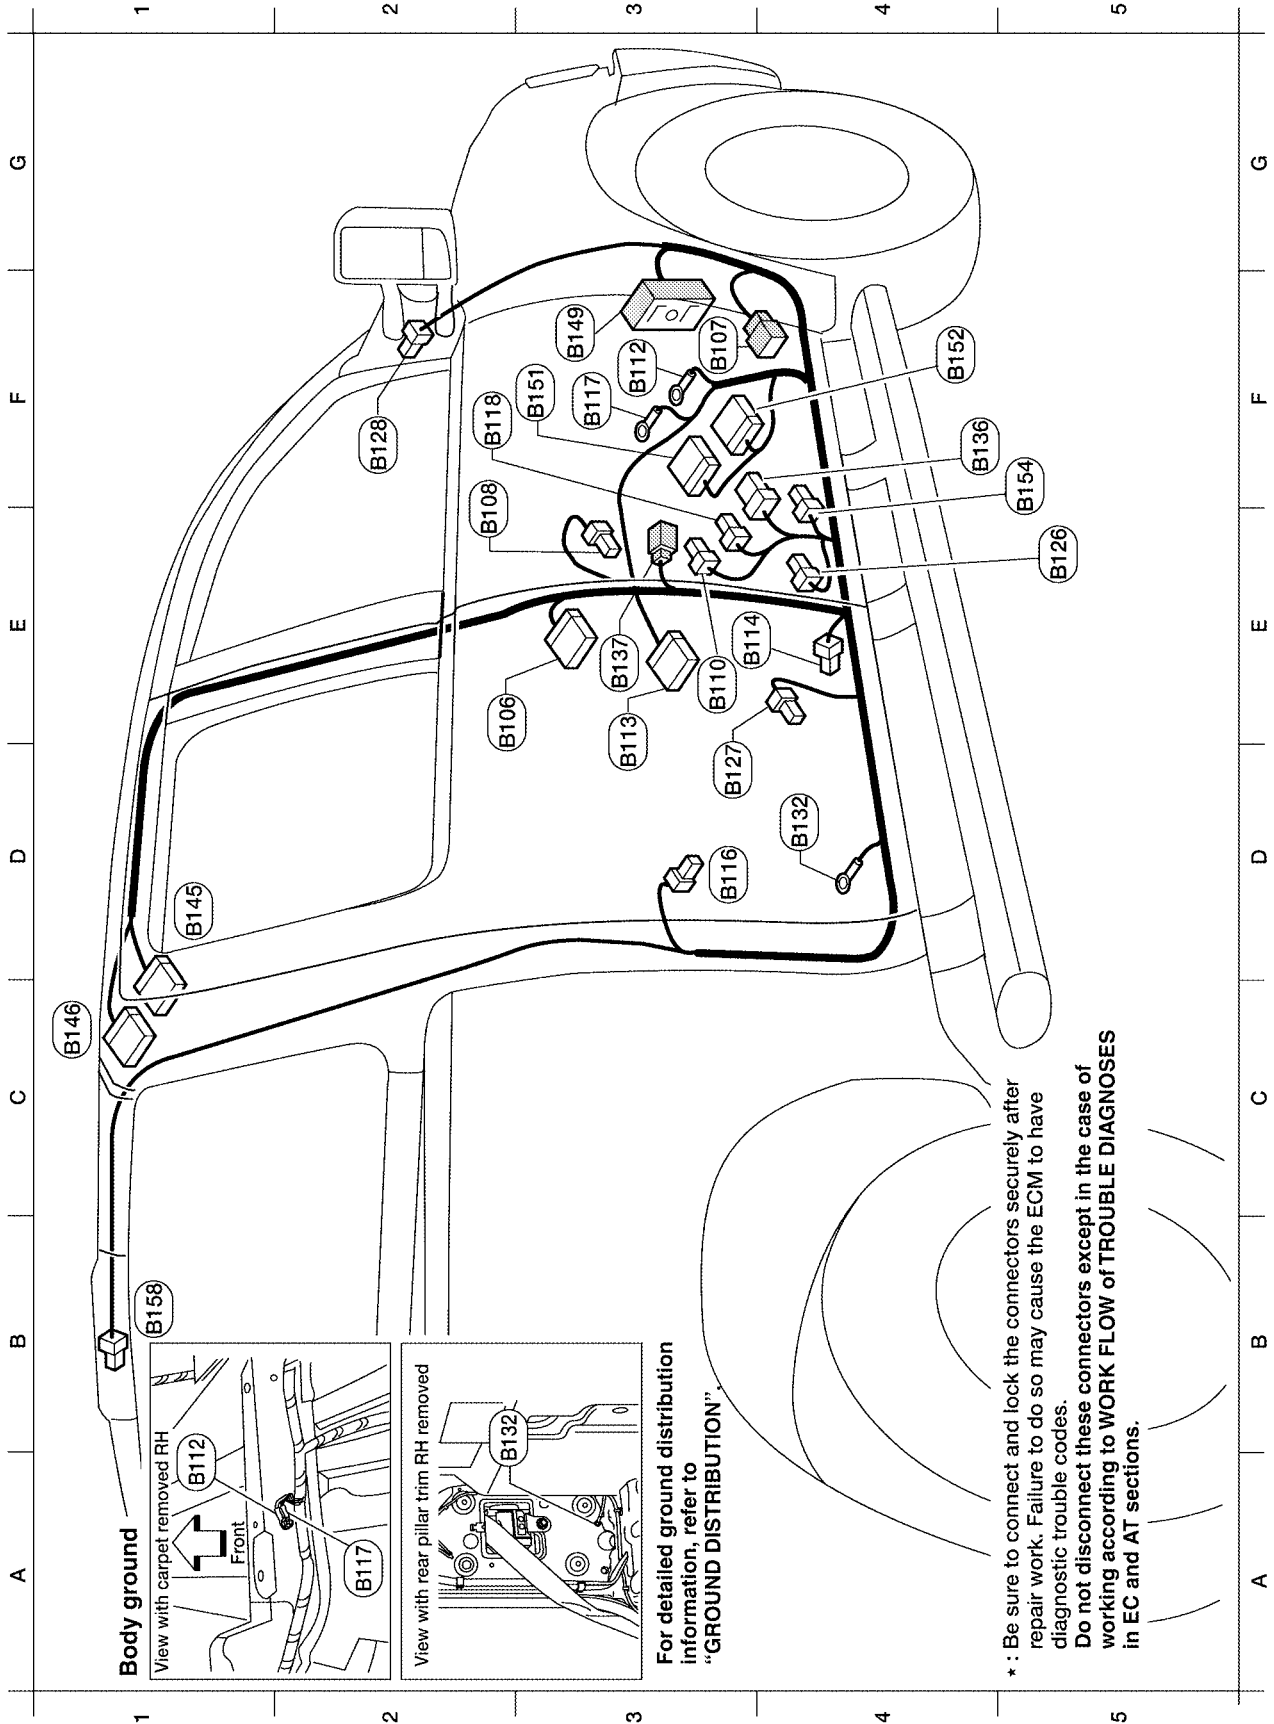 A B C D E F G
Body ground
1
1
B146
B158
B145
View with carpet removed RH
B112
Front
B117
2
B128
2
View with rear pillar trim RH removed
B132
B106
B108
B118
B151
B149
3
B113
B137
B117
B112
3
For detailed ground distribution
information, refer to
"GROUND DISTRIBUTION".
B116
B127
B110
B114
B107
B132
4
B152
4
B136
B154
B126
★ : Be sure to connect and lock the connectors securely after
repair work. Failure to do so may cause the ECM to have
diagnostic trouble codes.
Do not disconnect these connectors except in the case of
working according to WORK FLOW of TROUBLE DIAGNOSES
in EC and AT sections.
5
5
A B C D E F G